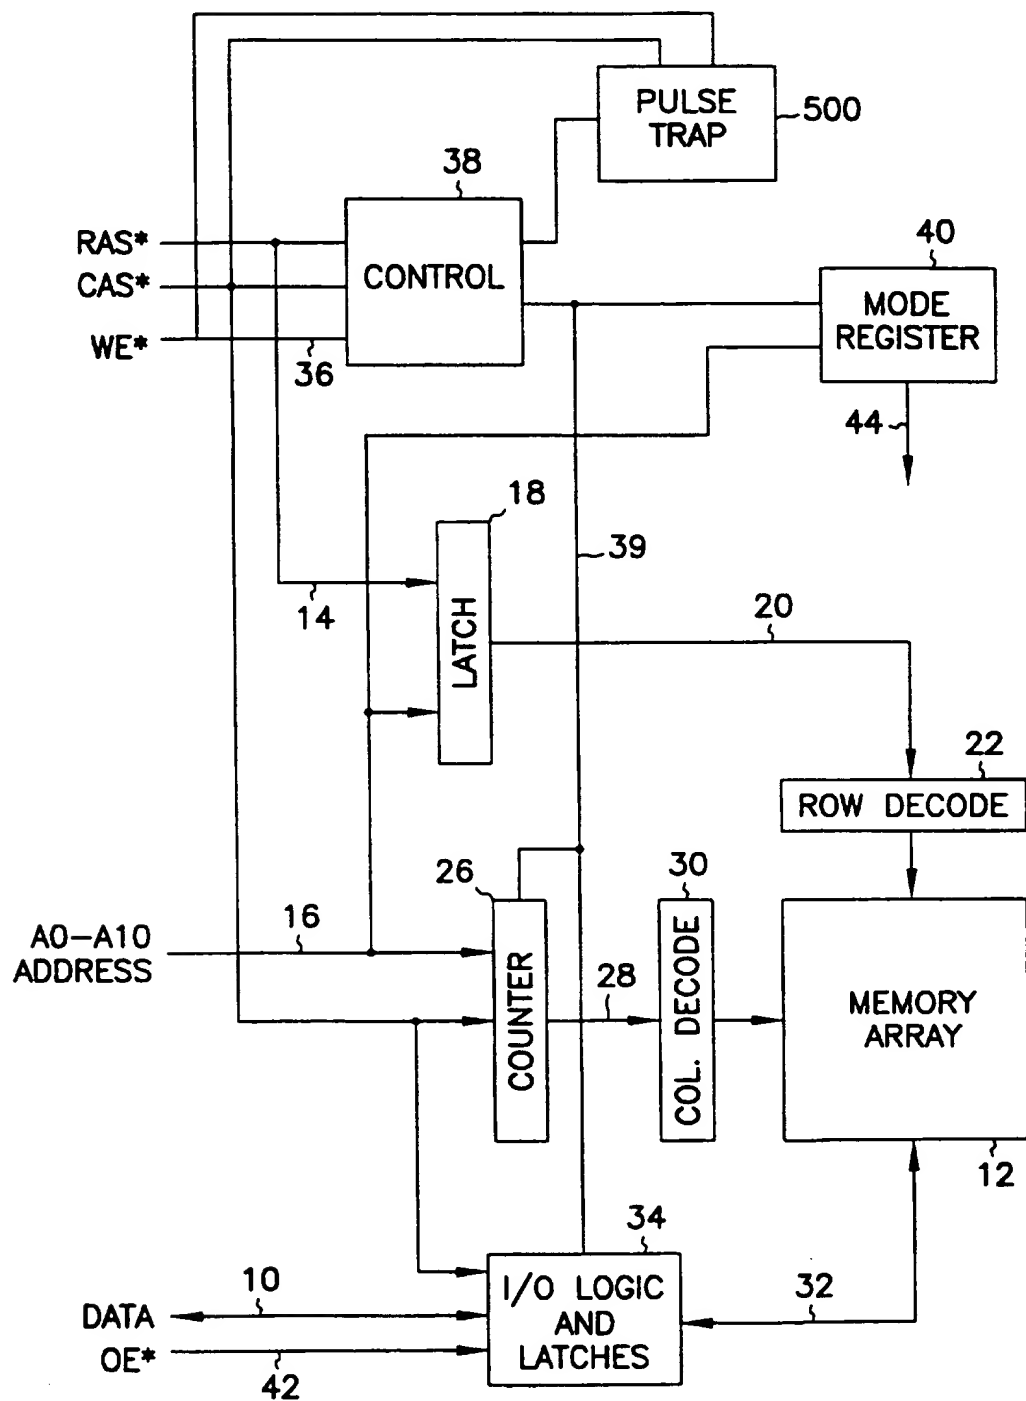 PULSE
TRAP
500
38
RAS*
CAS*
WE*
36
CONTROL
40
MODE
REGISTER
44
18
39
14
LATCH
20
22
ROW DECODE
26
30
A0-A10
ADDRESS
16
COUNTER
28
COL. DECODE
MEMORY
ARRAY
12
34
I/O LOGIC
AND
LATCHES
32
DATA
10
OE*
42